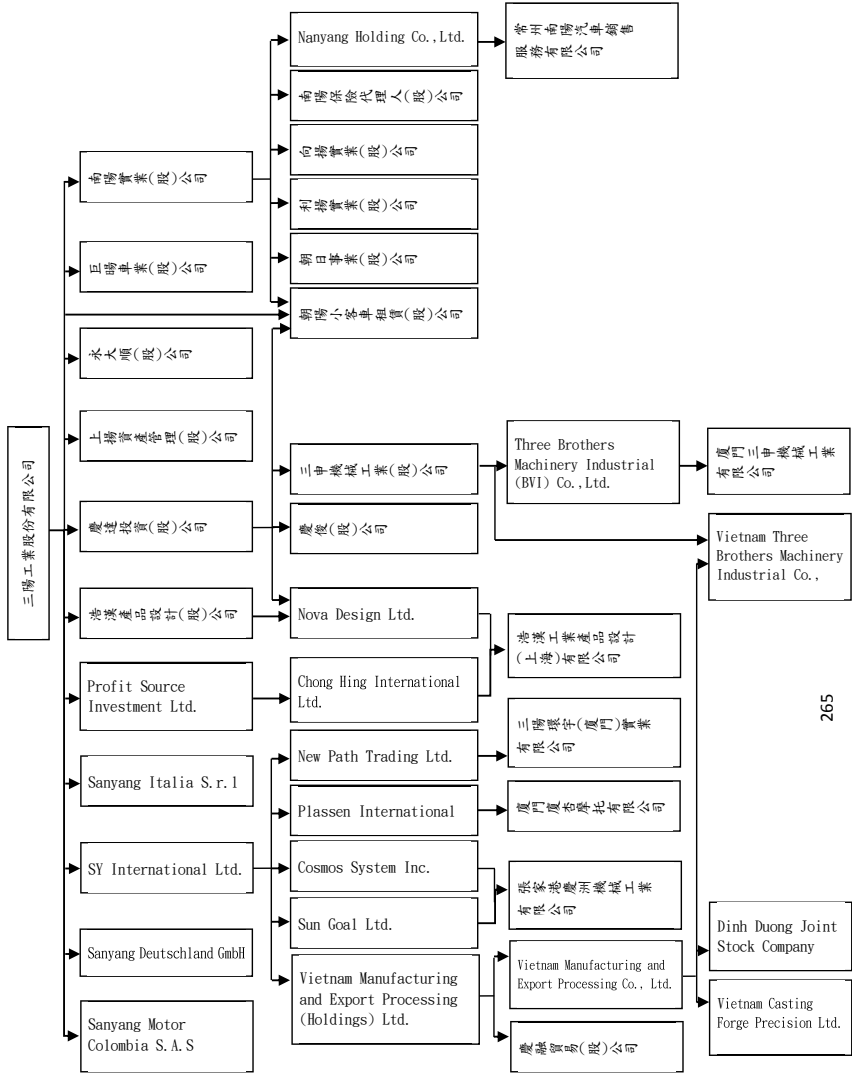 三陽工業股份有限公司
南陽實業(股)公司
巨暘車業(股)公司
永大順(股)公司
上揚資產管理(股)公司
慶達投資(股)公司
浩漢產品設計(股)公司
Profit Source
Investment Ltd.
Sanyang Italia S.r.l
SY International Ltd.
Sanyang Deutschland GmbH
Sanyang Motor
Colombia S.A.S
Nanyang Holding Co.,Ltd.
南陽保險代理人(股)公司
向揚實業(股)公司
利揚實業(股)公司
朝日事業(股)公司
朝陽小客車租賃(股)公司
三申機械工業(股)公司
慶俊(股)公司
Nova Design Ltd.
Chong Hing International
Ltd.
New Path Trading Ltd.
Plassen International
Cosmos System Inc.
Sun Goal Ltd.
Vietnam Manufacturing
and Export Processing
(Holdings) Ltd.
常州南陽汽車銷售
服務有限公司
Three Brothers
Machinery Industrial
(BVI) Co.,Ltd.
浩漢工業產品設計
(上海)有限公司
三陽環宇(廈門)實業
有限公司
廈門廈杏摩托有限公司
張家港慶洲機械工業
有限公司
Vietnam Manufacturing and
Export Processing Co., Ltd.
慶融貿易(股)公司
廈門三申機械工業
有限公司
Vietnam Three
Brothers Machinery
Industrial Co.,
Dinh Duong Joint
Stock Company
Vietnam Casting
Forge Precision Ltd.
265